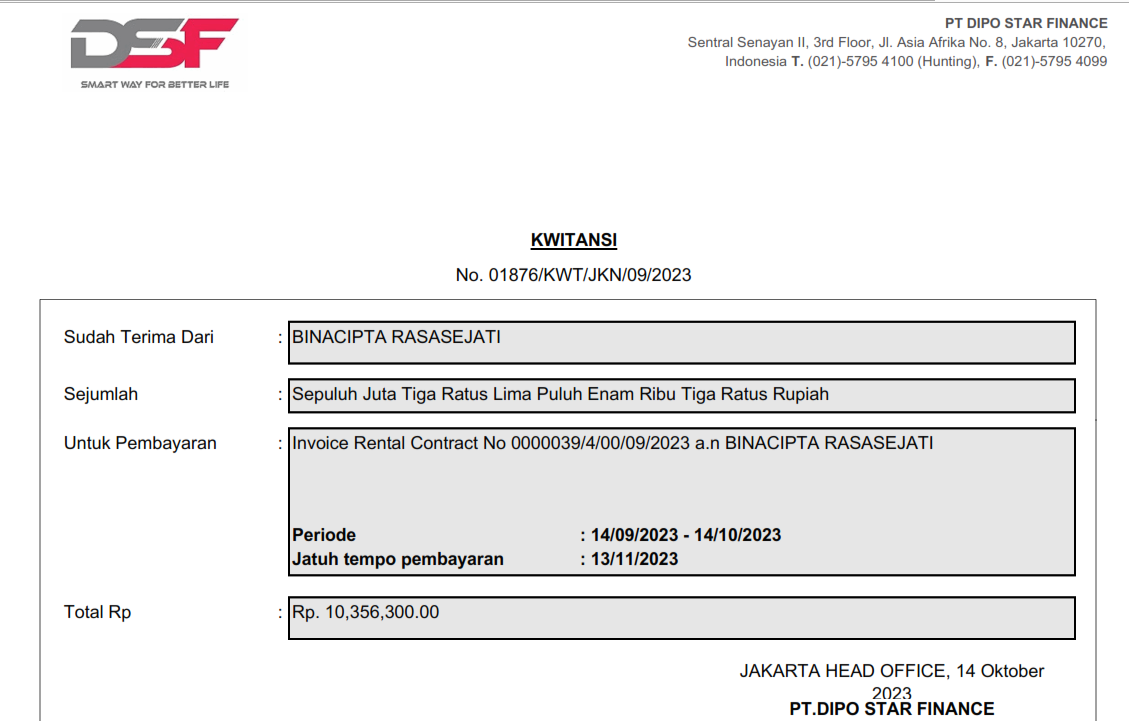 DSF
SMART WAY FOR BETTER LIFE
PT DIPO STAR FINANCE
Sentral Senayan II, 3rd Floor, Jl. Asia Afrika No. 8, Jakarta 10270,
Indonesia T. (021)-5795 4100 (Hunting), F. (021)-5795 4099
KWITANSI
No. 01876/KWT/JKN/09/2023
Sudah Terima Dari : BINACIPTA RASASEJATI
Sejumlah : Sepuluh Juta Tiga Ratus Lima Puluh Enam Ribu Tiga Ratus Rupiah
Untuk Pembayaran : Invoice Rental Contract No 0000039/4/00/09/2023 a.n BINACIPTA RASASEJATI
Periode : 14/09/2023 - 14/10/2023
Jatuh tempo pembayaran : 13/11/2023
Total Rp : Rp. 10,356,300.00
JAKARTA HEAD OFFICE, 14 Oktober
2023
PT.DIPO STAR FINANCE